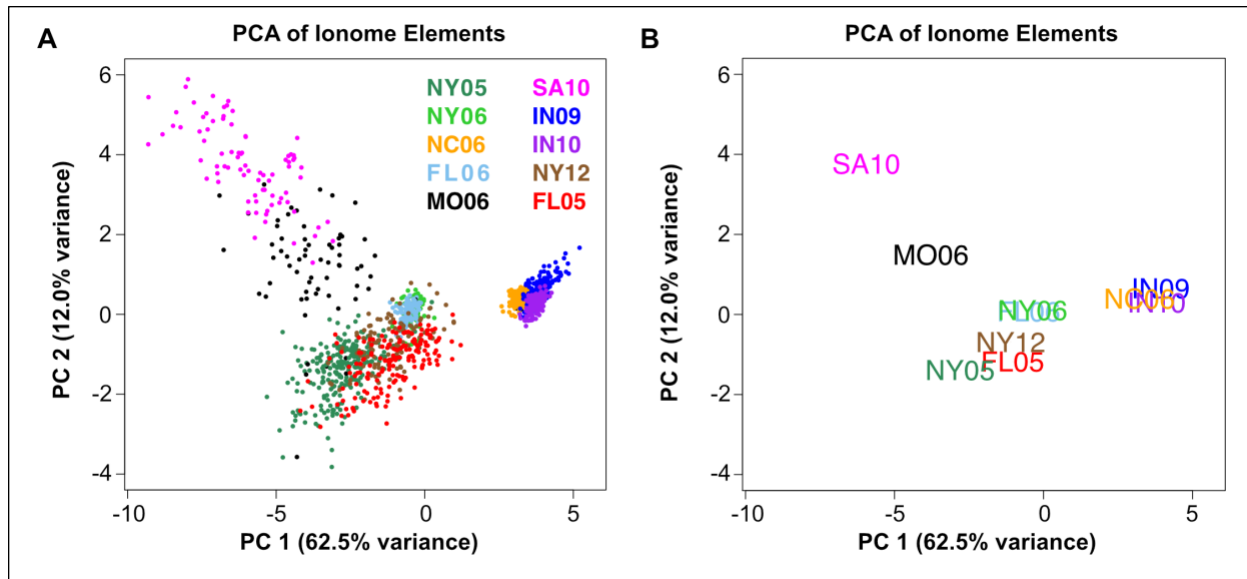 A
PCA of Ionome Elements
6
4
2
0
-2
-4
-10
-5
0
5
PC 2 (12.0% variance)
PC 1 (62.5% variance)
NY05 SA10
NY06 IN09
NC06 IN10
FL06 NY12
MO06 FL05
B
PCA of Ionome Elements
6
4
2
0
-2
-4
-10
-5
0
5
PC 2 (12.0% variance)
PC 1 (62.5% variance)
SA10
MO06
IN09
NC06
IN10
NY06
FL06
NY12
FL05
NY05